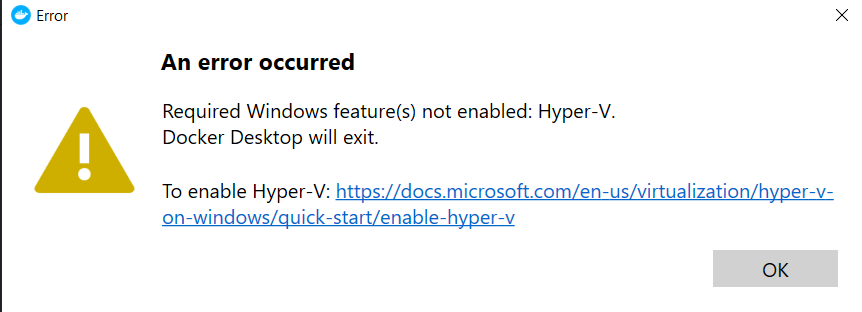 Error
An error occurred
Required Windows feature(s) not enabled: Hyper-V.
Docker Desktop will exit.
To enable Hyper-V: https://docs.microsoft.com/en-us/virtualization/hyper-v-
on-windows/quick-start/enable-hyper-v
OK